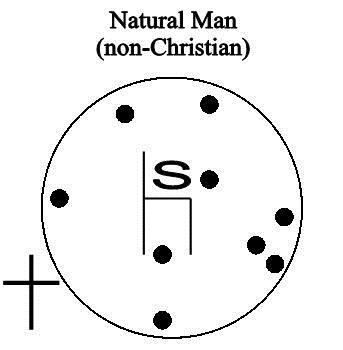 Natural Man
(non-Christian)
S